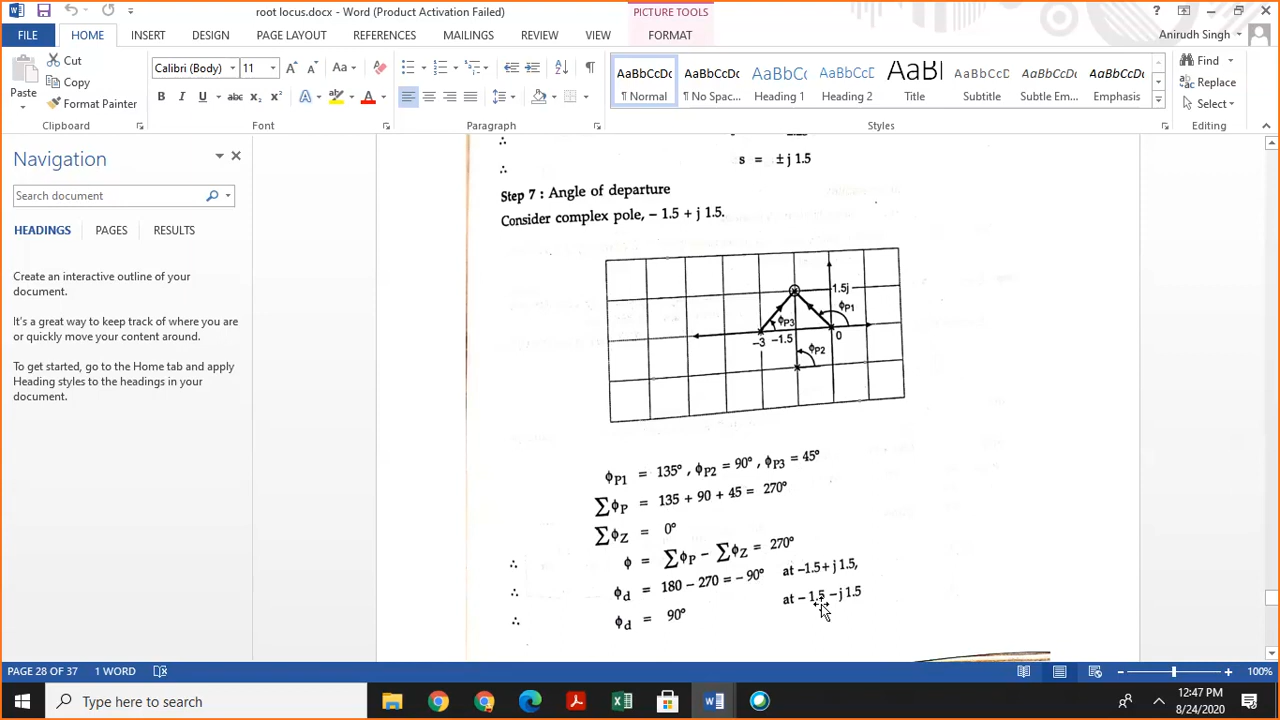 root locus.docx - Word (Product Activation Failed)
PICTURE TOOLS
FILE HOME INSERT DESIGN PAGE LAYOUT REFERENCES MAILINGS REVIEW VIEW FORMAT
Anirudh Singh
Paste
Cut
Copy
Format Painter
Clipboard
Calibri (Body) 11
Font
Paragraph
AaBbCcDc AaBbCcDc AaBbCc AaBbCc AaBI AaBbCcD AaBbCcDc AaBbCcDc
¶ Normal ¶ No Spac... Heading 1 Heading 2 Title Subtitle Subtle Em... Emphasis
Styles
Find
Replace
Select
Editing
Navigation
Search document
HEADINGS PAGES RESULTS
Create an interactive outline of your
document.
It's a great way to keep track of where you are
or quickly move your content around.
To get started, go to the Home tab and apply
Heading styles to the headings in your
document.
∴
∴ s = ± j 1.5
Step 7 : Angle of departure
Consider complex pole, – 1.5 + j 1.5.
1.5j
ϕP1
ϕP3
–3 –1.5 0
ϕP2
ϕP1 = 135° , ϕP2 = 90° , ϕP3 = 45°
∑ϕP = 135 + 90 + 45 = 270°
∑ϕZ = 0°
∴ ϕ = ∑ϕP – ∑ϕZ = 270°
∴ ϕd = 180 – 270 = – 90° at –1.5+ j 1.5,
∴ ϕd = 90° at – 1.5 – j 1.5
PAGE 28 OF 37 1 WORD 100%
Type here to search
12:47 PM
8/24/2020